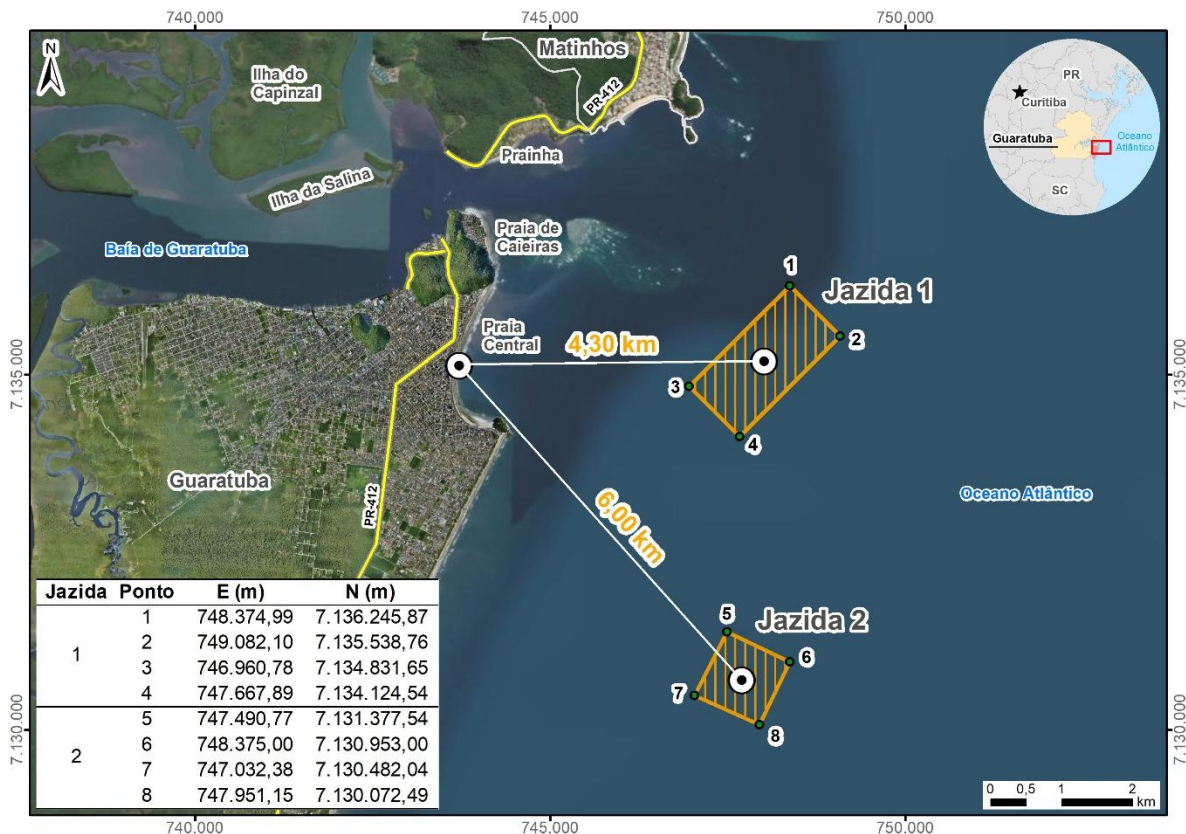 740.000
745.000
750.000
N
Matinhos
Ilha do
Capinzal
PR-412
PR
Curitiba
Guaratuba
Oceano
Atlântico
SC
Prainha
Ilha da Salina
Praia de
Caieiras
Baía de Guaratuba
1
Jazida 1
2
Praia
Central
4,30 km
7.135.000
7.135.000
3
4
Guaratuba
Oceano Atlântico
PR-412
6,00 km
Jazida Ponto E (m) N (m)
1 748.374,99 7.136.245,87
2 749.082,10 7.135.538,76
1
3 746.960,78 7.134.831,65
4 747.667,89 7.134.124,54
5 747.490,77 7.131.377,54
6 748.375,00 7.130.953,00
2
7 747.032,38 7.130.482,04
8 747.951,15 7.130.072,49
5
Jazida 2
6
7
8
7.130.000
7.130.000
0 0,5 1 2
km
740.000
745.000
750.000